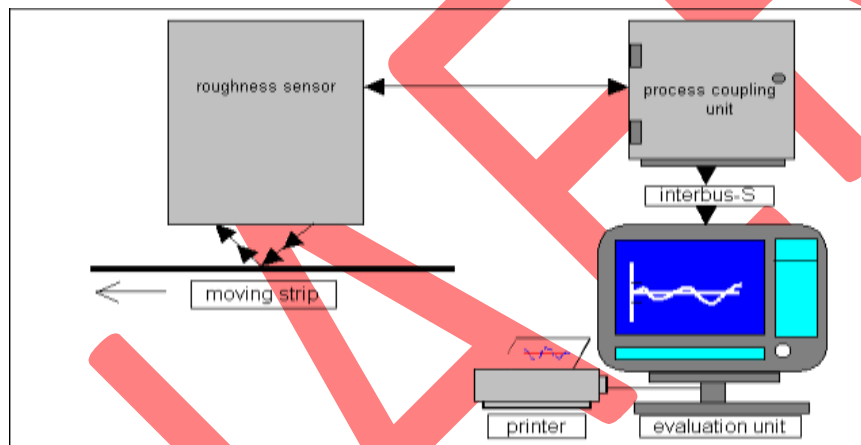 roughness sensor
process coupling
unit
interbus-S
moving strip
printer
evaluation unit